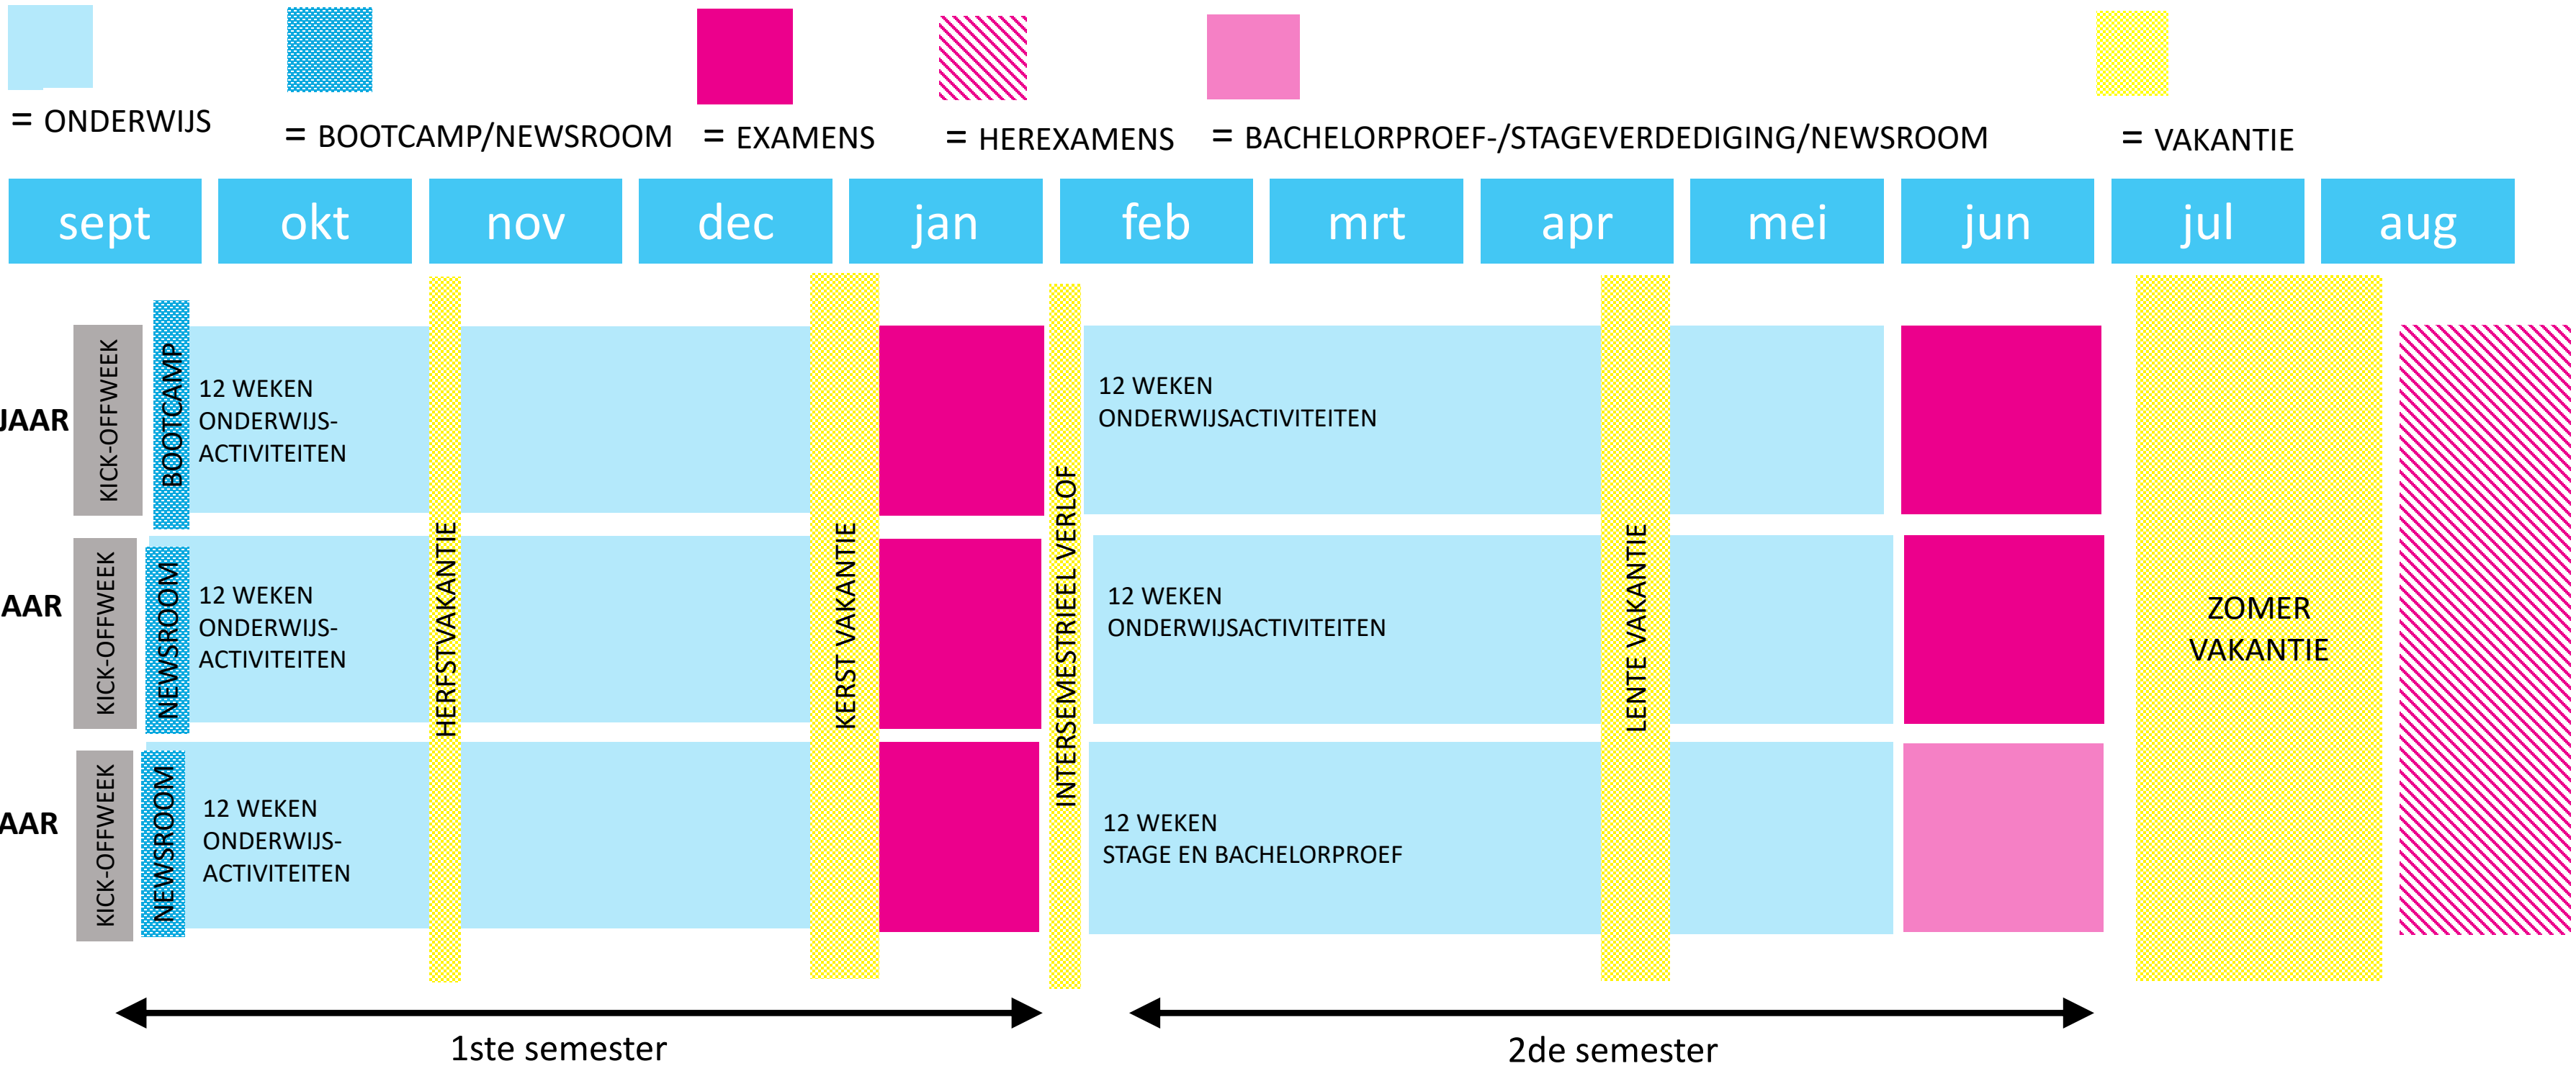 = ONDERWIJS
= BOOTCAMP/NEWSROOM
= EXAMENS
= HEREXAMENS
= BACHELORPROEF-/STAGEVERDEDIGING/NEWSROOM
= VAKANTIE
sept
okt
nov
dec
jan
feb
mrt
apr
mei
jun
jul
aug
JAAR
KICK-OFFWEEK
BOOTCAMP
12 WEKEN
ONDERWIJS-
ACTIVITEITEN
12 WEKEN
ONDERWIJSACTIVITEITEN
AAR
KICK-OFFWEEK
NEWSROOM
12 WEKEN
ONDERWIJS-
ACTIVITEITEN
HERFSTVAKANTIE
KERST VAKANTIE
INTERSEMESTRIEEL VERLOF
12 WEKEN
ONDERWIJSACTIVITEITEN
LENTE VAKANTIE
ZOMER
VAKANTIE
AAR
KICK-OFFWEEK
NEWSROOM
12 WEKEN
ONDERWIJS-
ACTIVITEITEN
12 WEKEN
STAGE EN BACHELORPROEF
1ste semester
2de semester